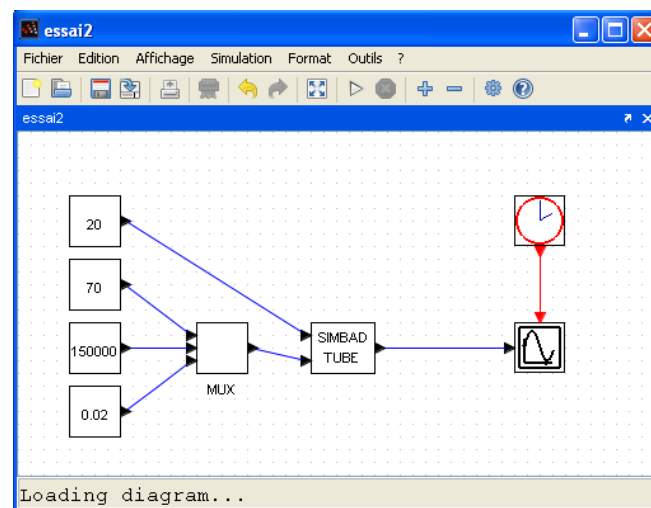 essai2
Fichier Edition Affichage Simulation Format Outils ?
essai2
20
70
150000
SIMBAD
TUBE
MUX
0.02
Loading diagram...